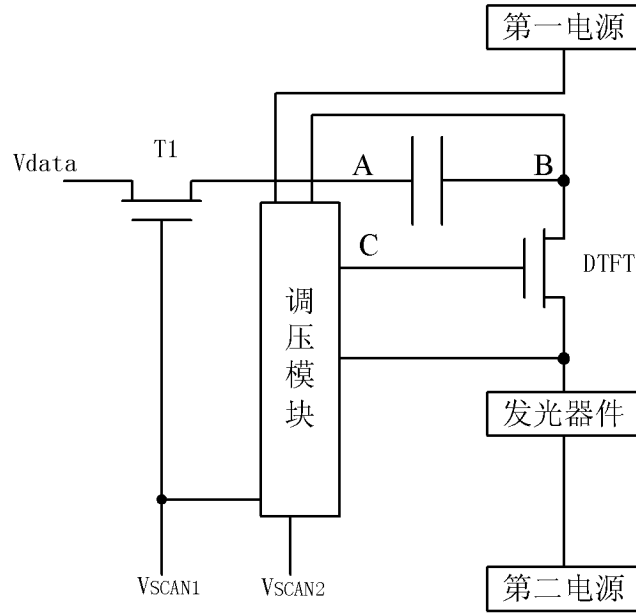 第一电源
T1
Vdata
A
B
C
DTFT
调压模块
发光器件
VSCAN1
VSCAN2
第二电源